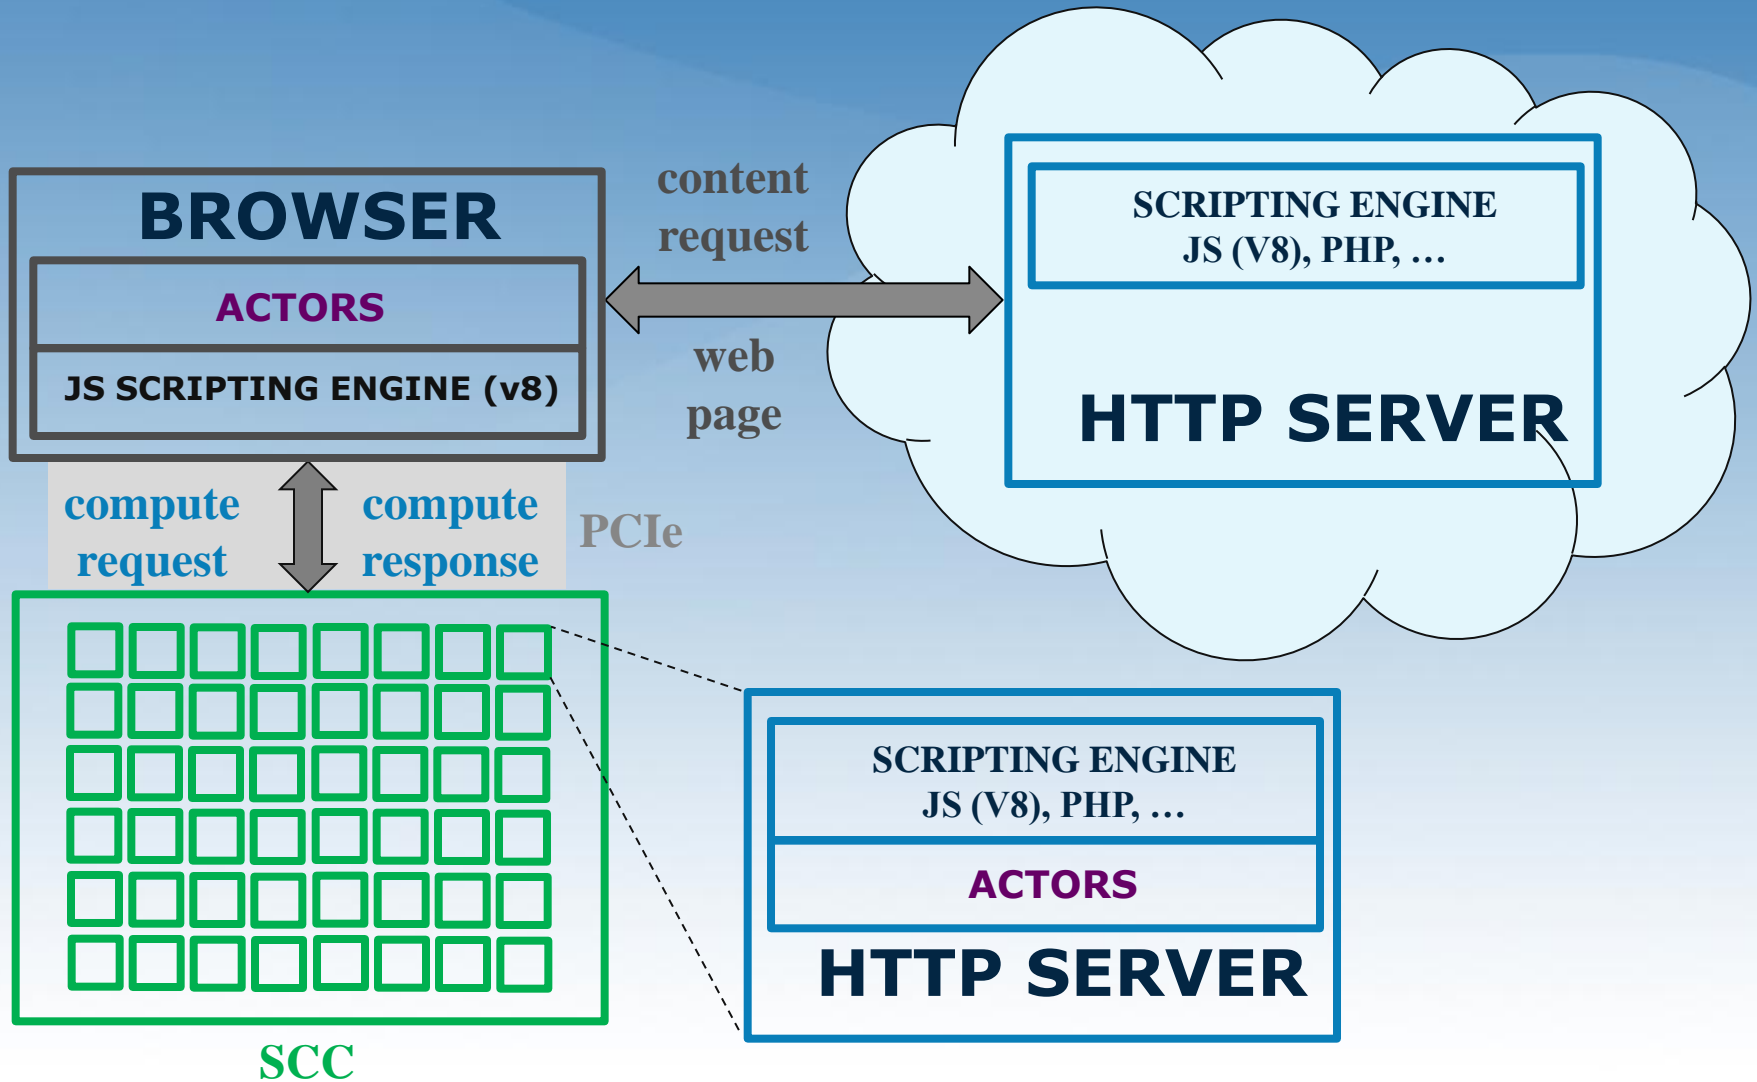 BROWSER
ACTORS
JS SCRIPTING ENGINE (v8)
content
request
web
page
SCRIPTING ENGINE
JS (V8), PHP, …
HTTP SERVER
compute
request
compute
response
PCIe
SCC
SCRIPTING ENGINE
JS (V8), PHP, …
ACTORS
HTTP SERVER